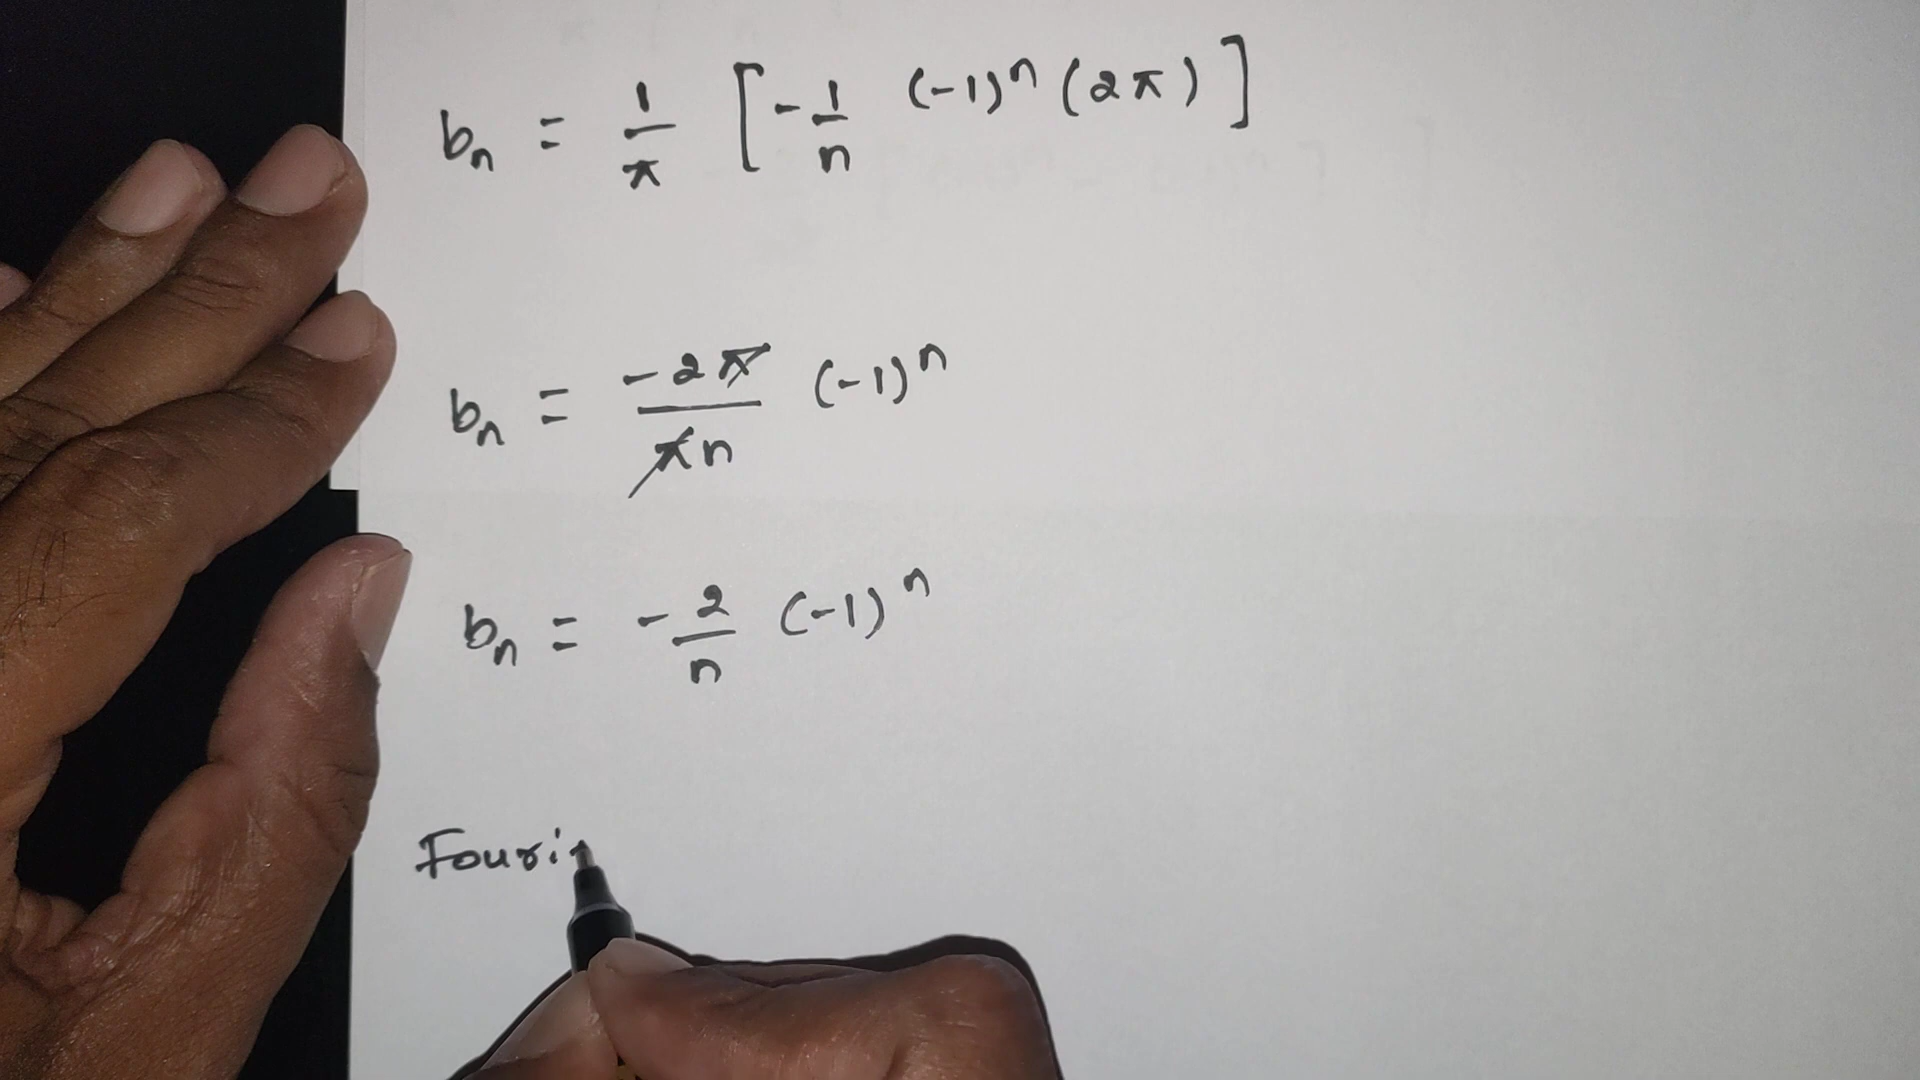 bn = 1/π [-1/n (-1)^n (2π)]
bn = -2π/πn (-1)^n
bn = -2/n (-1)^n
Fouri